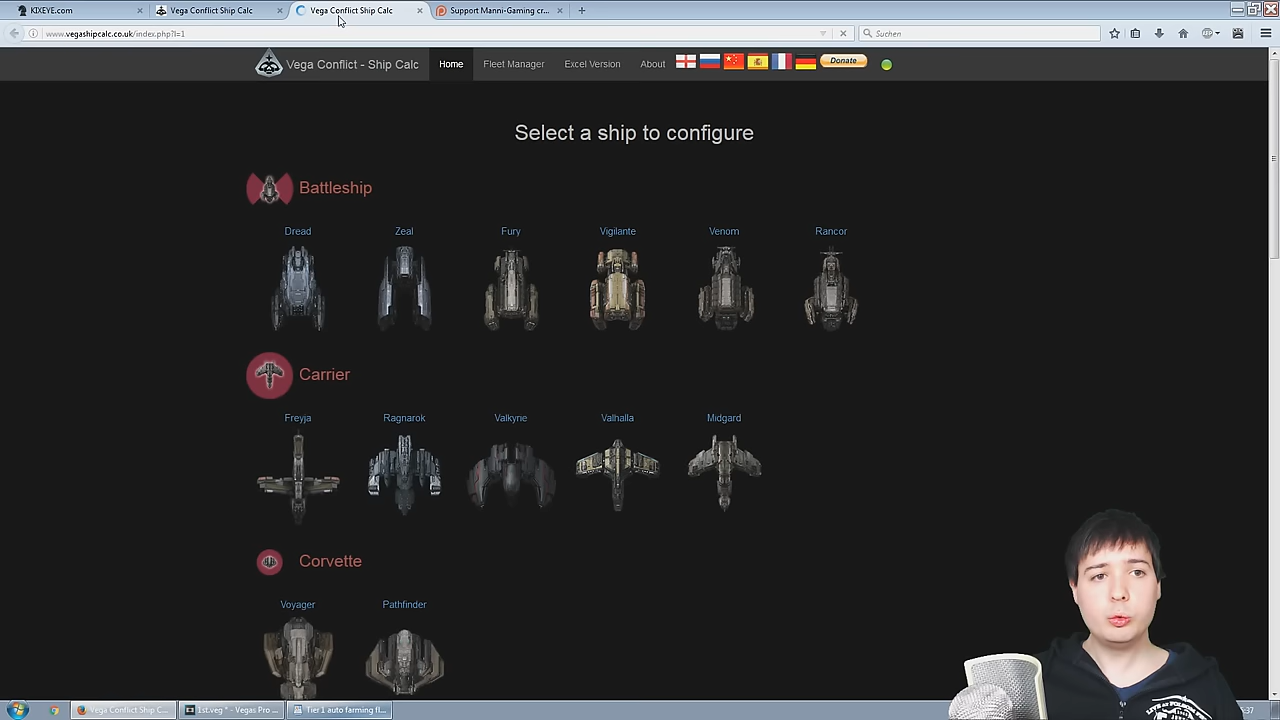 KIXEYE.com
Vega Conflict Ship Calc
Vega Conflict Ship Calc
Support Manni-Gaming cr...
www.vegashipcalc.co.uk/index.php?l=1
Suchen
Vega Conflict - Ship Calc
Home
Fleet Manager
Excel Version
About
Donate
Select a ship to configure
Battleship
Dread
Zeal
Fury
Vigilante
Venom
Rancor
Carrier
Freyja
Ragnarok
Valkyrie
Valhalla
Midgard
Corvette
Voyager
Pathfinder
Vega Conflict Ship C...
1st.veg * - Vegas Pro ...
Tier 1 auto farming fl...
:37